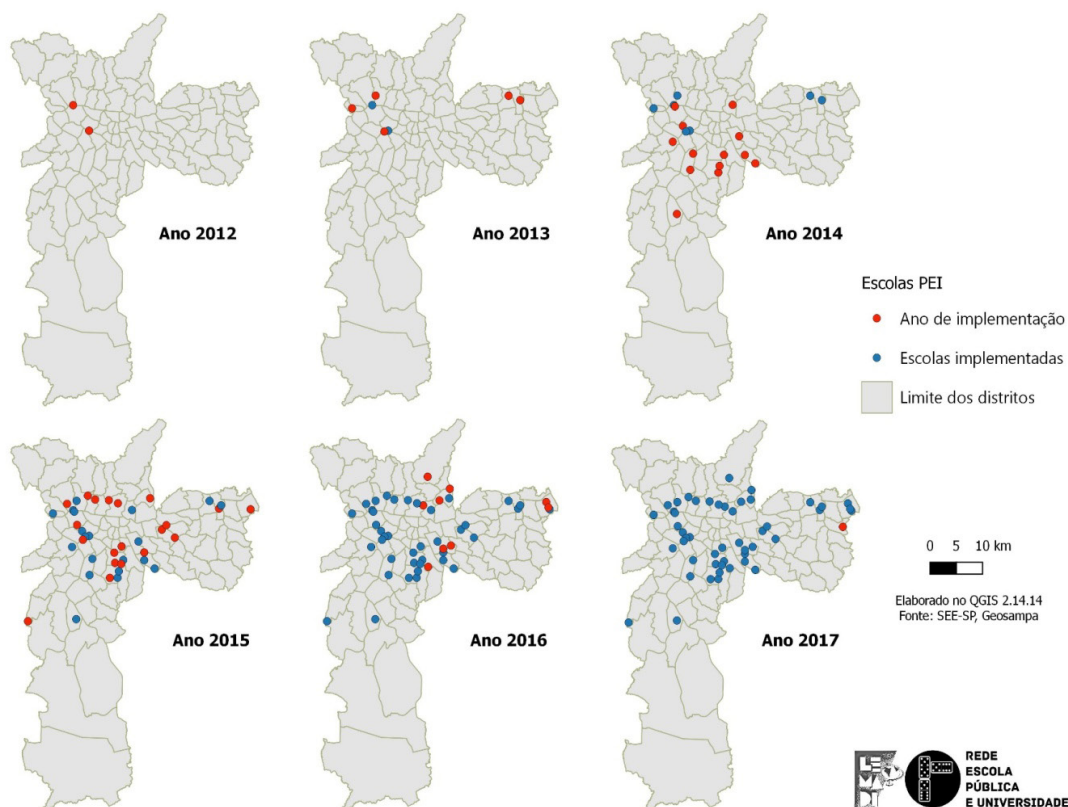 Ano 2012
Ano 2013
Ano 2014
Escolas PEI
Ano de implementação
Escolas implementadas
Limite dos distritos
Ano 2015
Ano 2016
Ano 2017
0 5 10 km
Elaborado no QGIS 2.14.14
Fonte: SEE-SP, Geosampa
REDE
ESCOLA
PÚBLICA
E UNIVERSIDADE